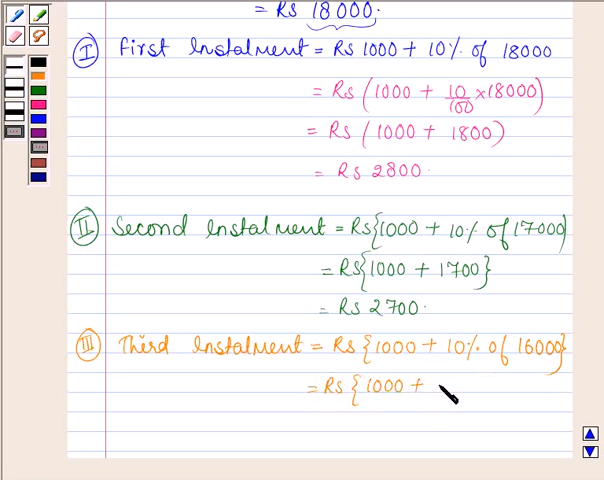 = Rs 18000.
I First Instalment = Rs 1000 + 10% of 18000
= Rs (1000 + 10/100 × 18000)
= Rs (1000 + 1800)
= Rs 2800.
II Second Instalment = Rs{1000 + 10% of 17000}
= Rs{1000 + 1700}
= Rs 2700.
III Third Instalment = Rs {1000 + 10% of 16000}
= Rs {1000 +